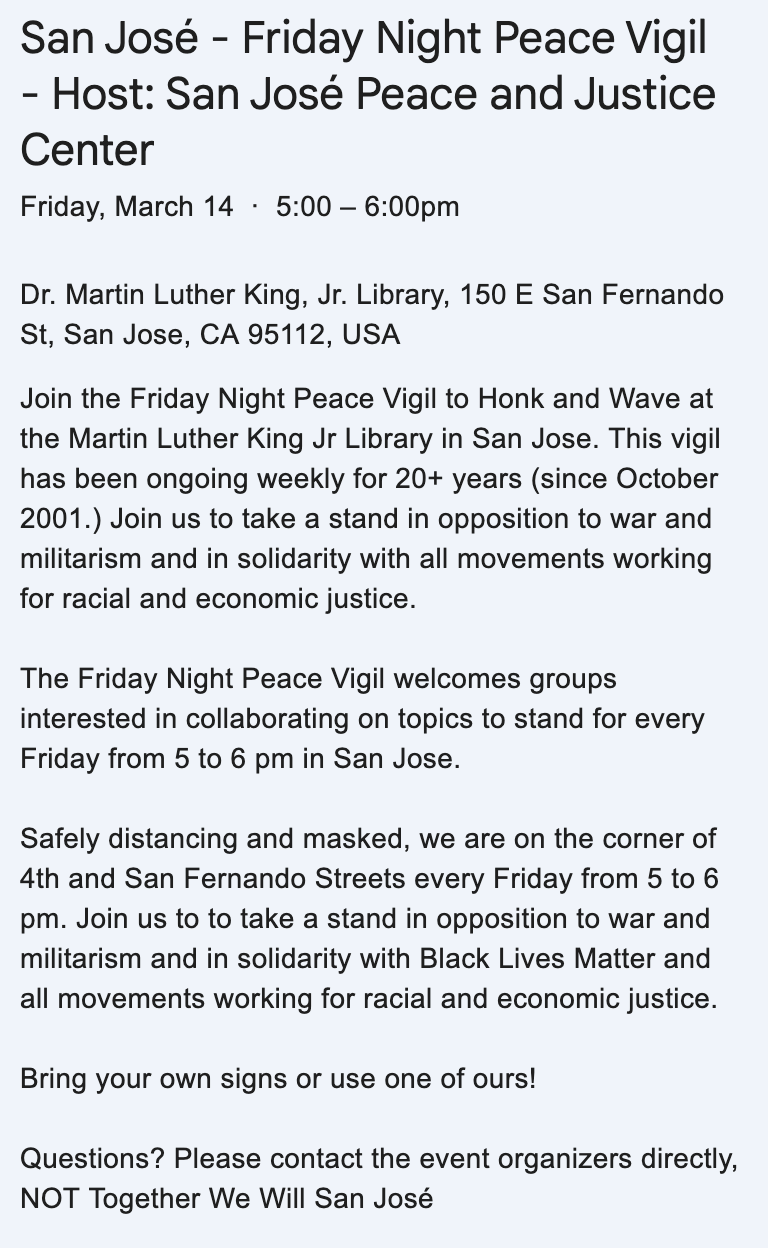 San José - Friday Night Peace Vigil
- Host: San José Peace and Justice
Center
Friday, March 14 · 5:00 – 6:00pm
Dr. Martin Luther King, Jr. Library, 150 E San Fernando
St, San Jose, CA 95112, USA
Join the Friday Night Peace Vigil to Honk and Wave at
the Martin Luther King Jr Library in San Jose. This vigil
has been ongoing weekly for 20+ years (since October
2001.) Join us to take a stand in opposition to war and
militarism and in solidarity with all movements working
for racial and economic justice.
The Friday Night Peace Vigil welcomes groups
interested in collaborating on topics to stand for every
Friday from 5 to 6 pm in San Jose.
Safely distancing and masked, we are on the corner of
4th and San Fernando Streets every Friday from 5 to 6
pm. Join us to to take a stand in opposition to war and
militarism and in solidarity with Black Lives Matter and
all movements working for racial and economic justice.
Bring your own signs or use one of ours!
Questions? Please contact the event organizers directly,
NOT Together We Will San José